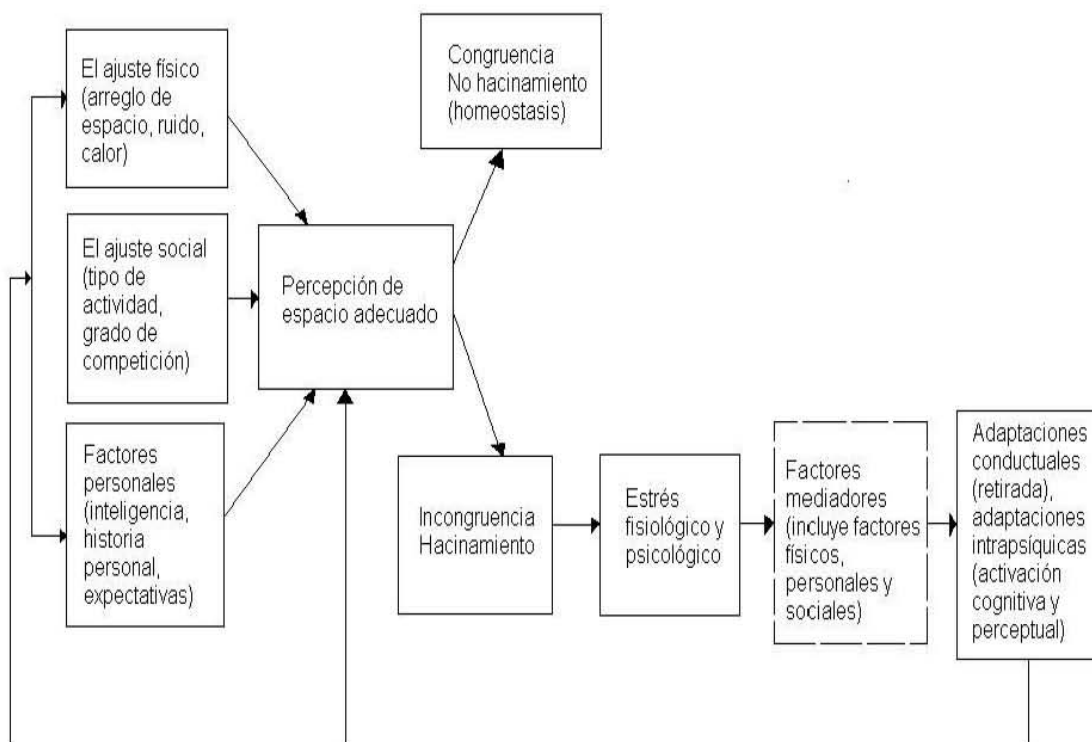 El ajuste físico
(arreglo de
espacio, ruido,
calor)
El ajuste social
(tipo de
actividad,
grado de
competición)
Factores
personales
(inteligencia,
historia
personal,
expectativas)
Percepción de
espacio adecuado
Congruencia
No hacinamiento
(homeostasis)
Incongruencia
Hacinamiento
Estrés
fisiológico y
psicológico
Factores
mediadores
(incluye factores
físicos,
personales y
sociales)
Adaptaciones
conductuales
(retirada),
adaptaciones
intrapsíquicas
(activación
cognitiva y
perceptual)